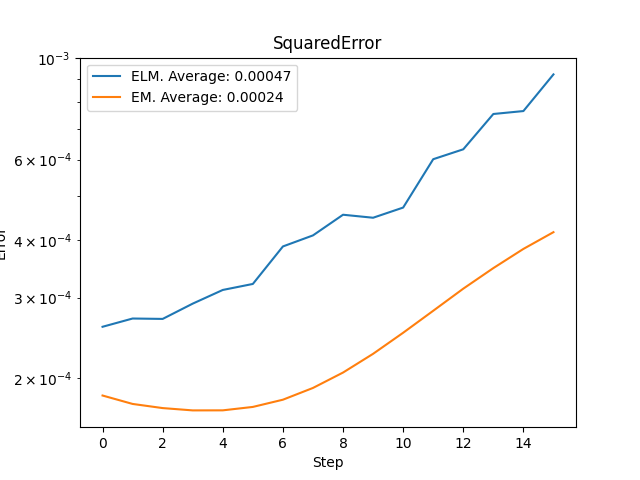 SquaredError
10⁻³
6 × 10⁻⁴
4 × 10⁻⁴
3 × 10⁻⁴
2 × 10⁻⁴
Error
ELM. Average: 0.00047
EM. Average: 0.00024
0 2 4 6 8 10 12 14
Step